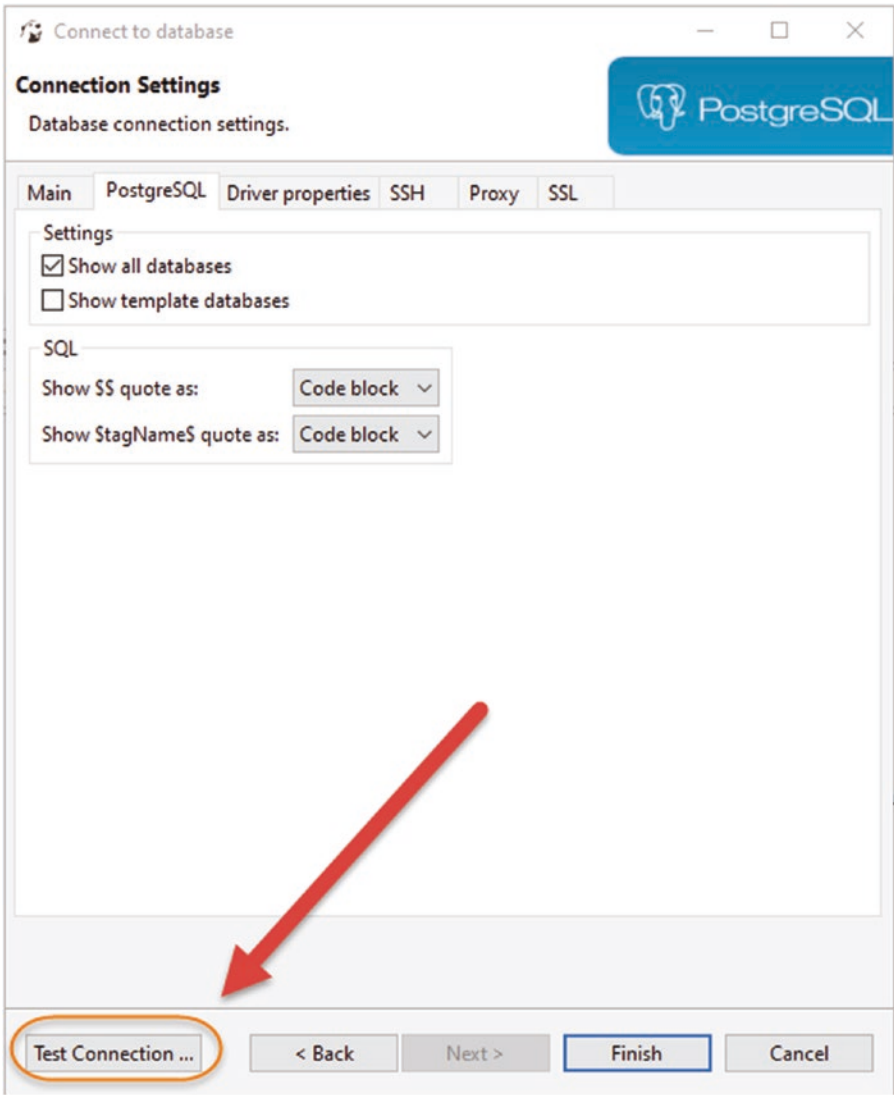 Connect to database
Connection Settings
Database connection settings.
PostgreSQL
Main PostgreSQL Driver properties SSH Proxy SSL
Settings
Show all databases
Show template databases
SQL
Show $$ quote as: Code block
Show $tagName$ quote as: Code block
Test Connection ... < Back Next > Finish Cancel